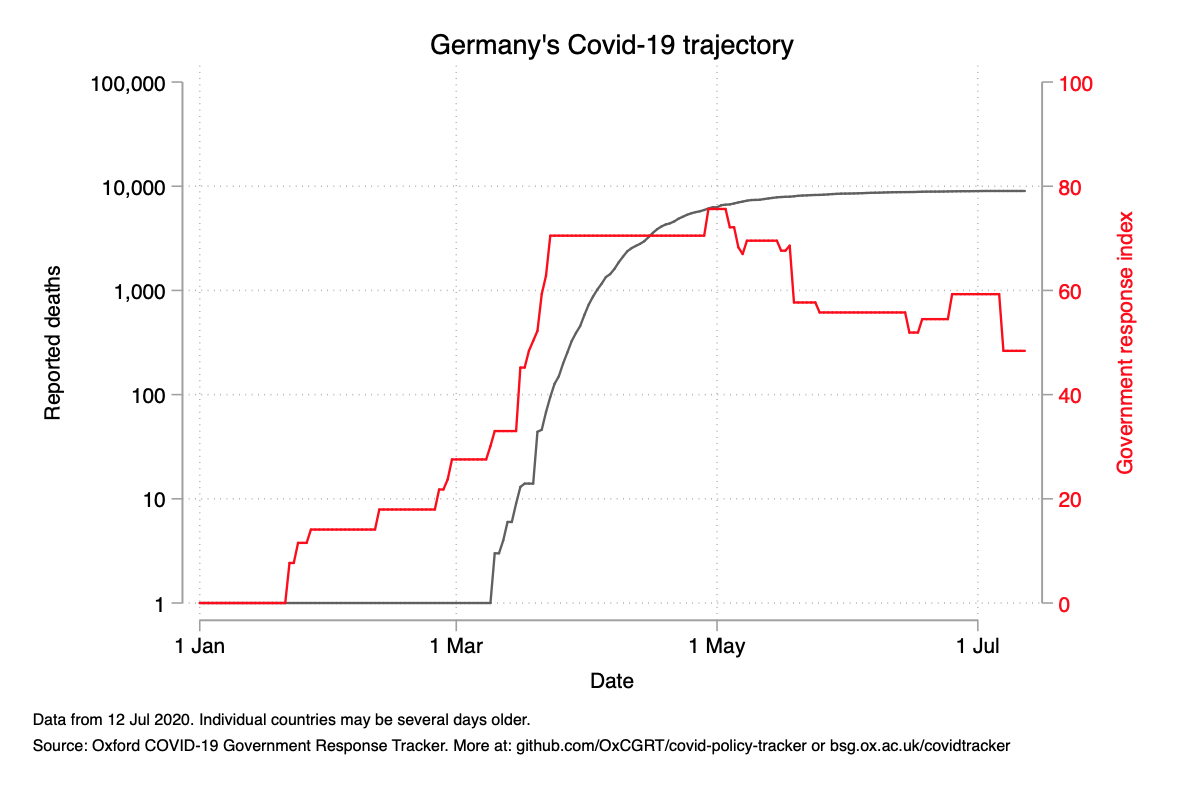 Germany's Covid-19 trajectory
100,000
10,000
1,000
100
10
1
Reported deaths
100
80
60
40
20
0
Government response index
1 Jan
1 Mar
1 May
1 Jul
Date
Data from 12 Jul 2020. Individual countries may be several days older.
Source: Oxford COVID-19 Government Response Tracker. More at: github.com/OxCGRT/covid-policy-tracker or bsg.ox.ac.uk/covidtracker